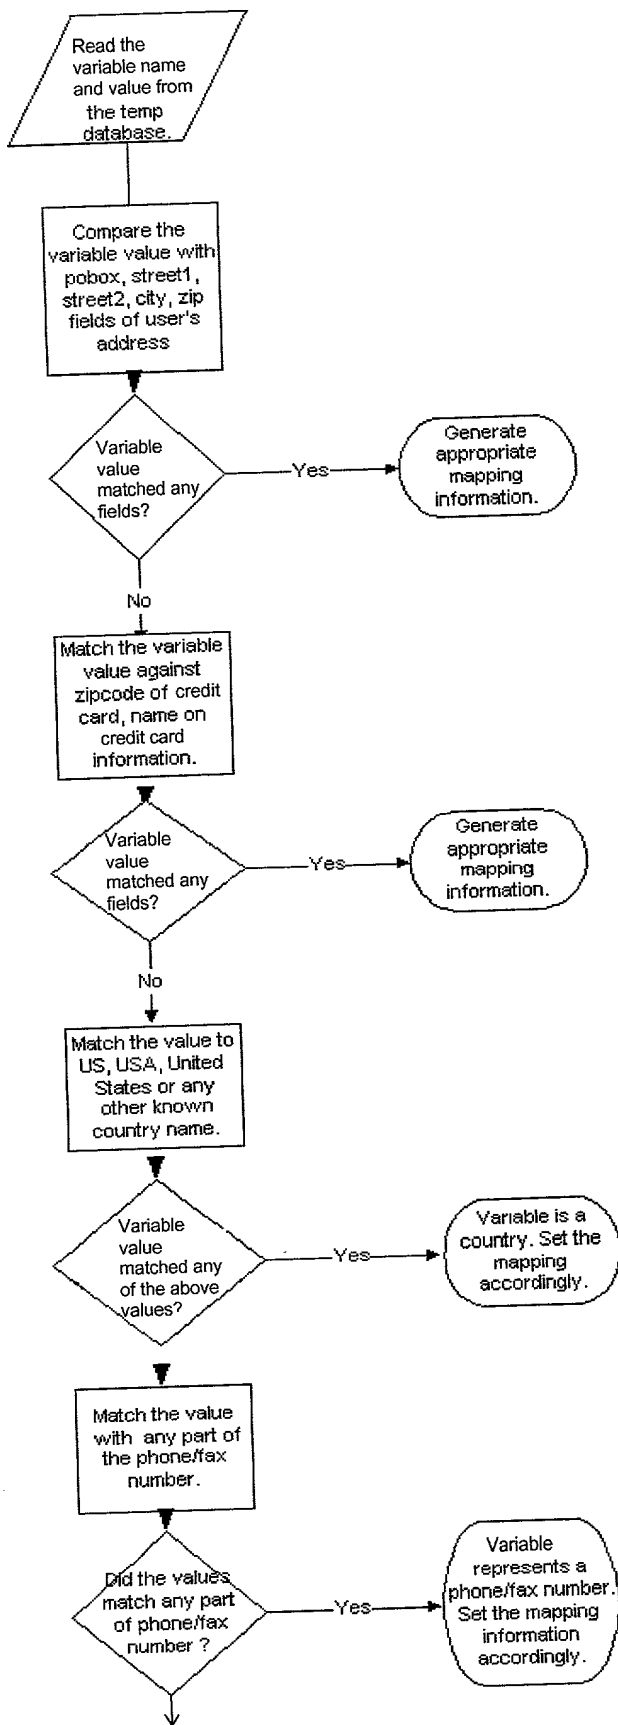 Read the
variable name
and value from
the temp
database.
Compare the
variable value with
pobox, street1,
street2, city, zip
fields of user's
address
Variable
value
matched any
fields?
Yes
Generate
appropriate
mapping
information.
No
Match the variable
value against
zipcode of credit
card, name on
credit card
information.
Variable
value
matched any
fields?
Yes
Generate
appropriate
mapping
information.
No
Match the value to
US, USA, United
States or any
other known
country name.
Variable
value
matched any
of the above
values?
Yes
Variable is a
country. Set the
mapping
accordingly.
Match the value
with any part of
the phone/fax
number.
Did the values
match any part
of phone/fax
number ?
Yes
Variable
represents a
phone/fax number.
Set the mapping
information
accordingly.